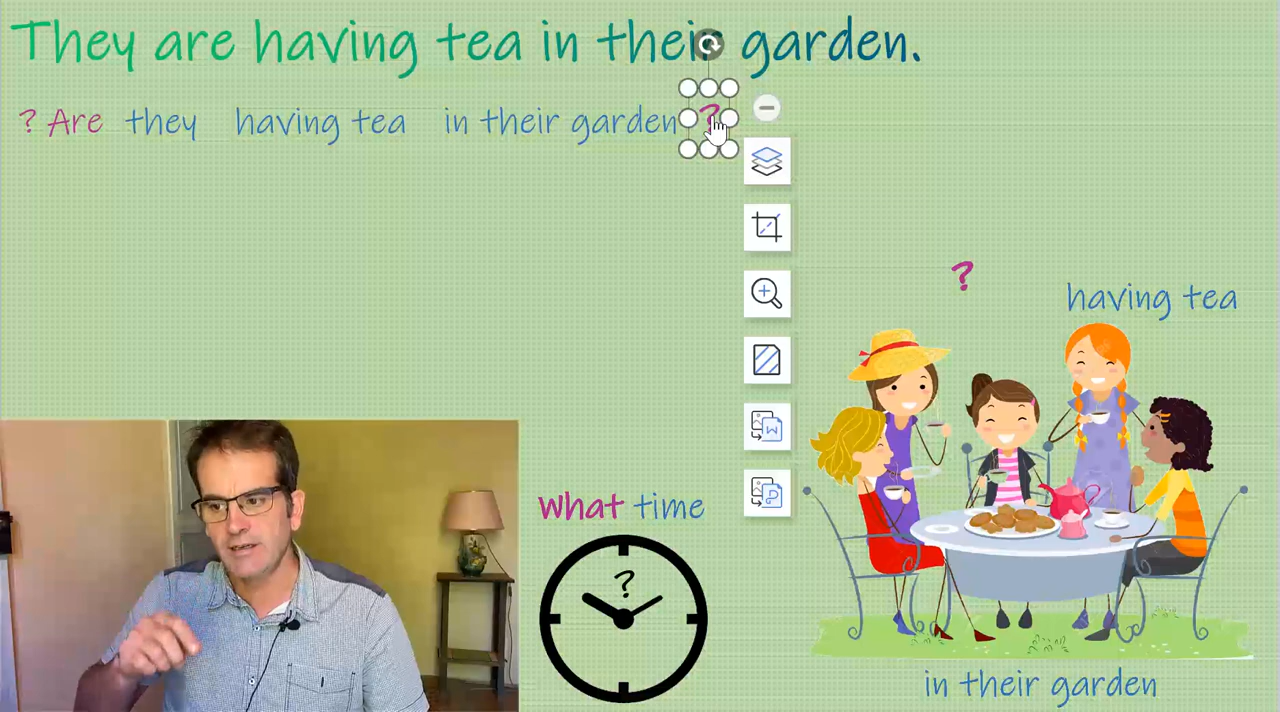 They are having tea in their garden.
? Are they having tea in their garden ?
?
having tea
What time
?
in their garden